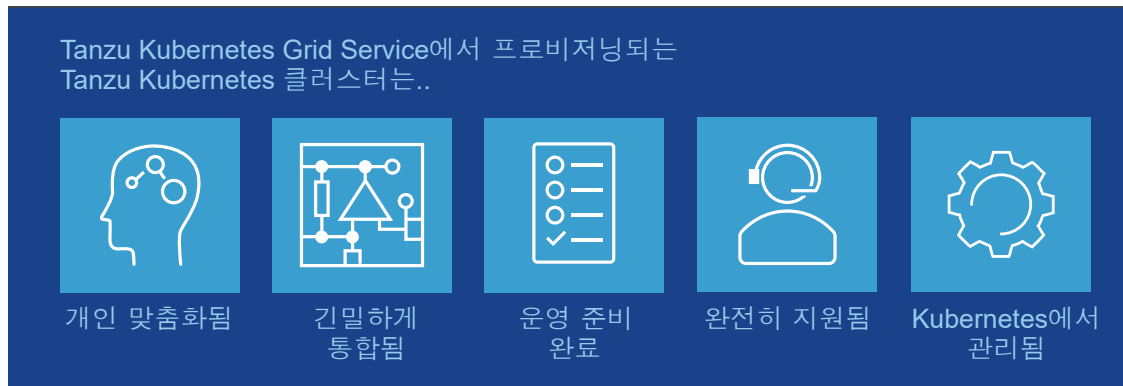 Tanzu Kubernetes Grid Service에서 프로비저닝되는
Tanzu Kubernetes 클러스터는..
개인 맞춤화됨
긴밀하게
통합됨
운영 준비
완료
완전히 지원됨
Kubernetes에서
관리됨